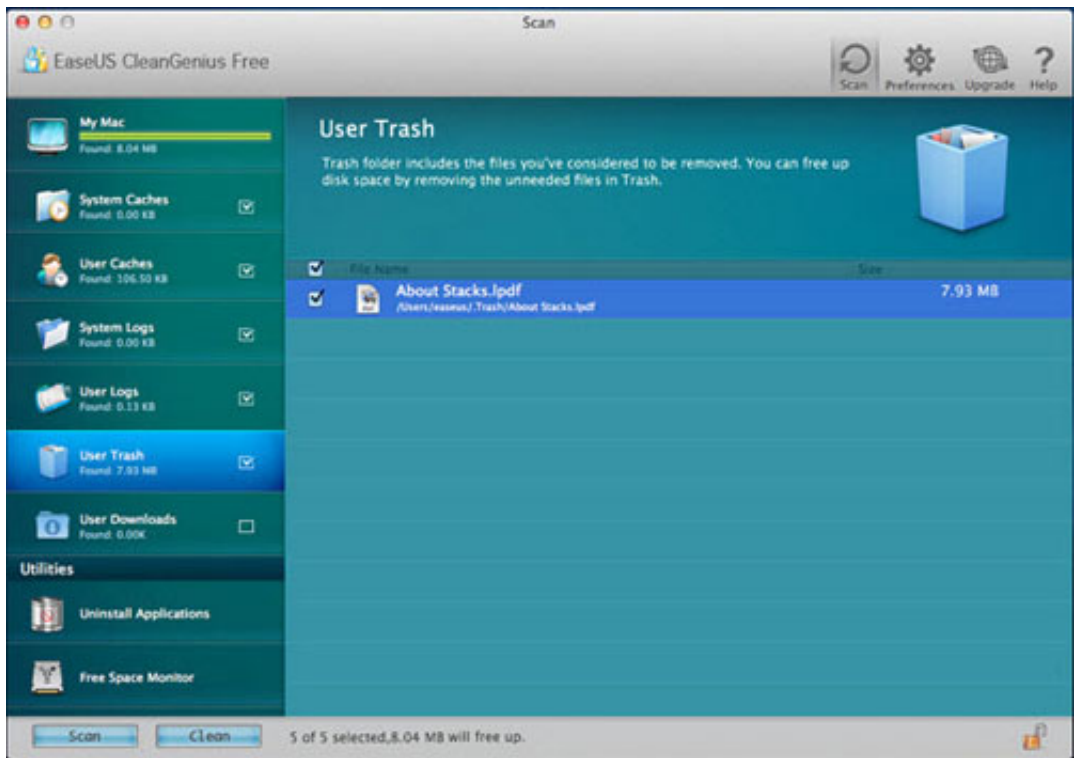 Scan
EaseUS CleanGenius Free
Scan
Preferences
Upgrade
Help
My Mac
Found: 8.04 MB
System Caches
Found: 0.00 KB
User Caches
Found: 106.50 KB
System Logs
Found: 0.00 KB
User Logs
Found: 0.13 KB
User Trash
Found: 7.93 MB
User Downloads
Found: 0.00K
Utilities
Uninstall Applications
Free Space Monitor
User Trash
Trash folder includes the files you've considered to be removed. You can free up
disk space by removing the unneeded files in Trash.
File Name
Size
About Stacks.lpdf
7.93 MB
/Users/easeus/.Trash/About Stacks.lpdf
Scan
Clean
5 of 5 selected,8.04 MB will free up.